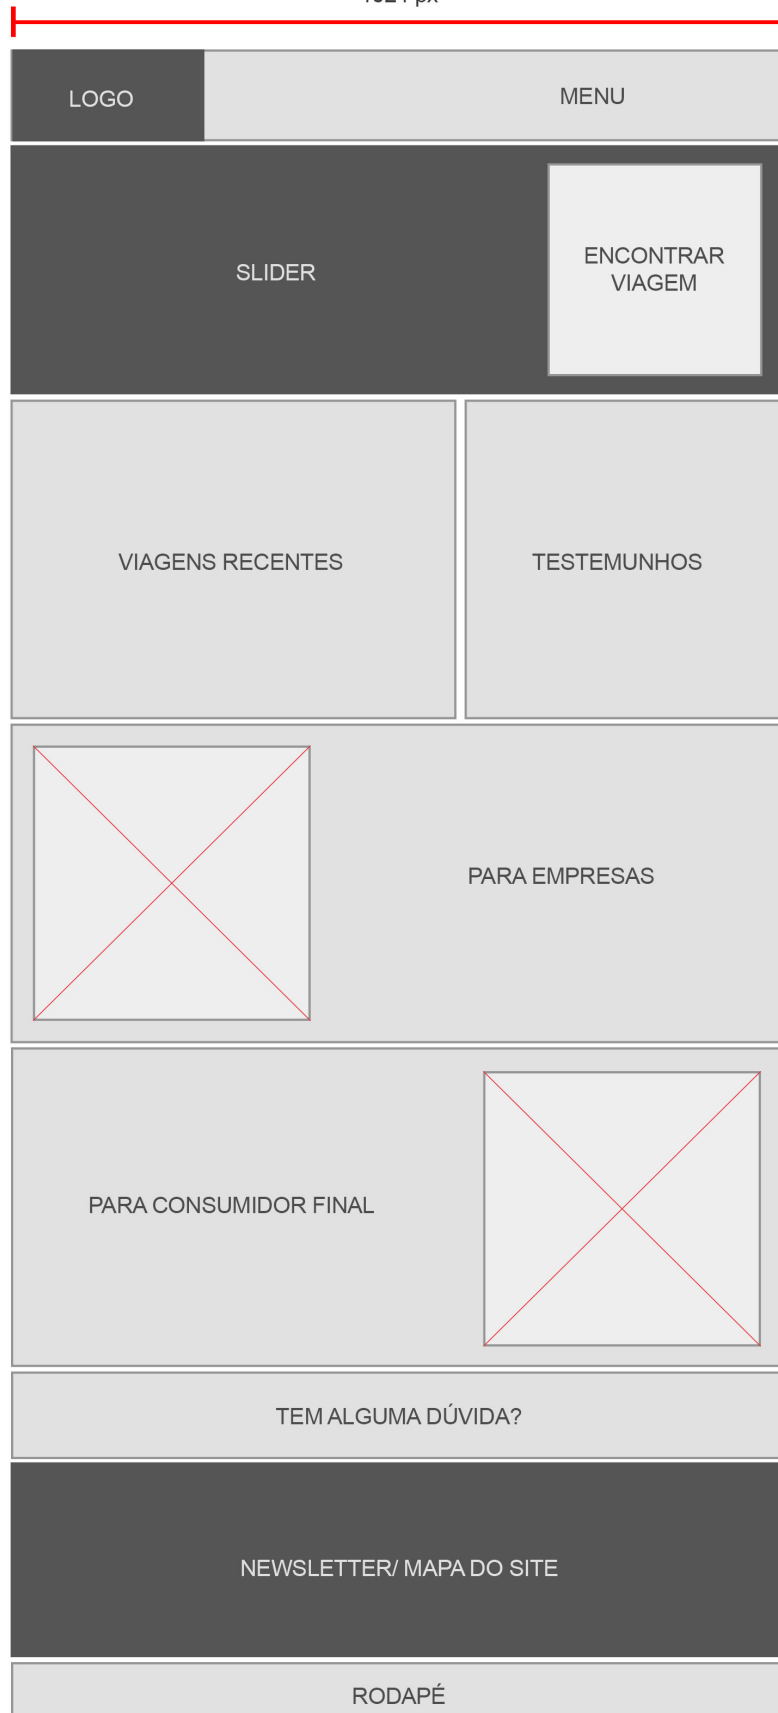 LOGO
MENU
SLIDER
ENCONTRAR
VIAGEM
VIAGENS RECENTES
TESTEMUNHOS
PARA EMPRESAS
PARA CONSUMIDOR FINAL
TEM ALGUMA DÚVIDA?
NEWSLETTER/ MAPA DO SITE
RODAPÉ